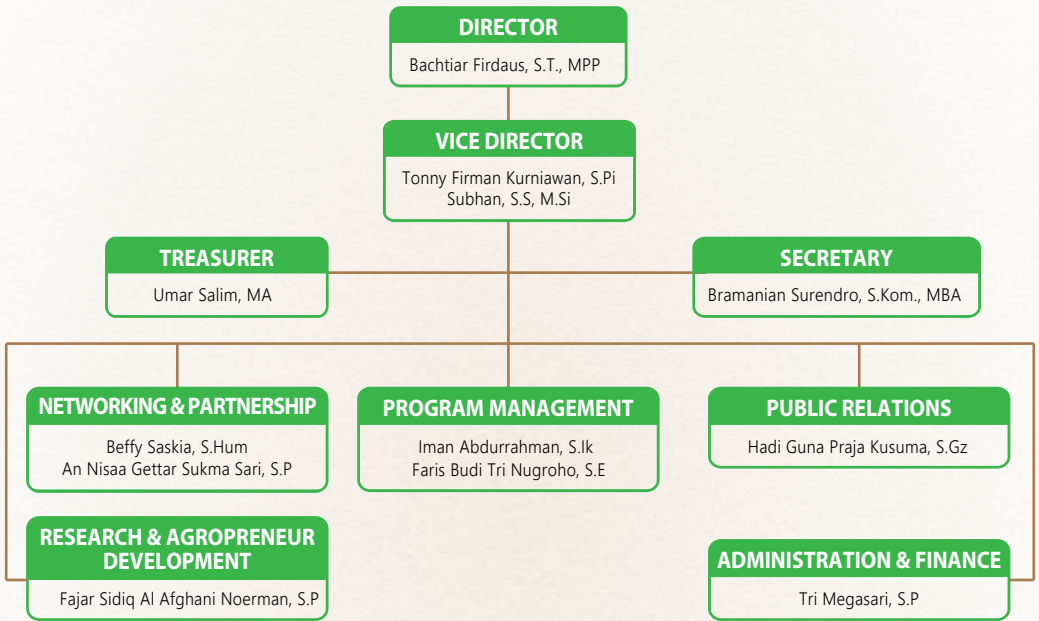 DIRECTOR
Bachtiar Firdaus, S.T., MPP
VICE DIRECTOR
Tonny Firman Kurniawan, S.Pi
Subhan, S.S, M.Si
TREASURER
Umar Salim, MA
SECRETARY
Bramanian Surendro, S.Kom., MBA
NETWORKING & PARTNERSHIP
Beffy Saskia, S.Hum
An Nisaa Gettar Sukma Sari, S.P
PROGRAM MANAGEMENT
Iman Abdurrahman, S.Ik
Faris Budi Tri Nugroho, S.E
PUBLIC RELATIONS
Hadi Guna Praja Kusuma, S.Gz
RESEARCH & AGROPRENEUR
DEVELOPMENT
Fajar Sidiq Al Afghani Noerman, S.P
ADMINISTRATION & FINANCE
Tri Megasari, S.P